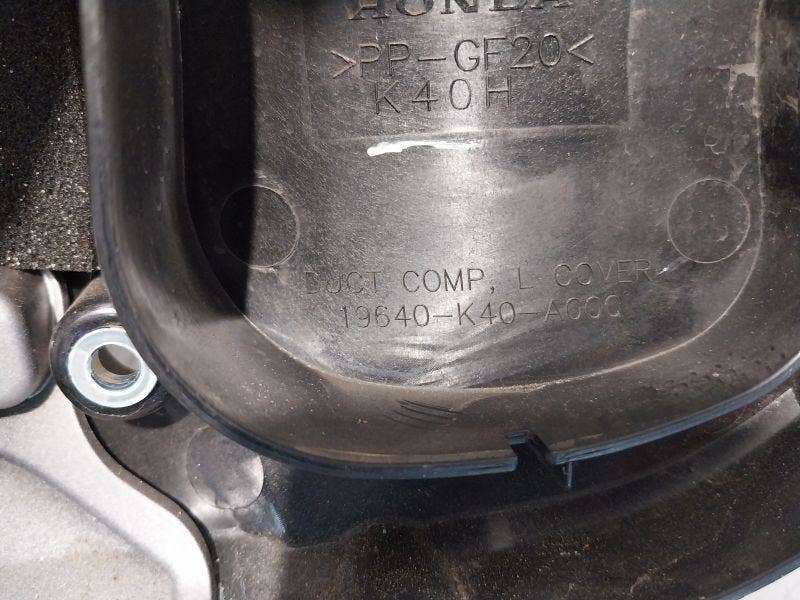 HONDA
>PP-GF20<
K40H
DUCT COMP, L COVER
19640-K40-A000